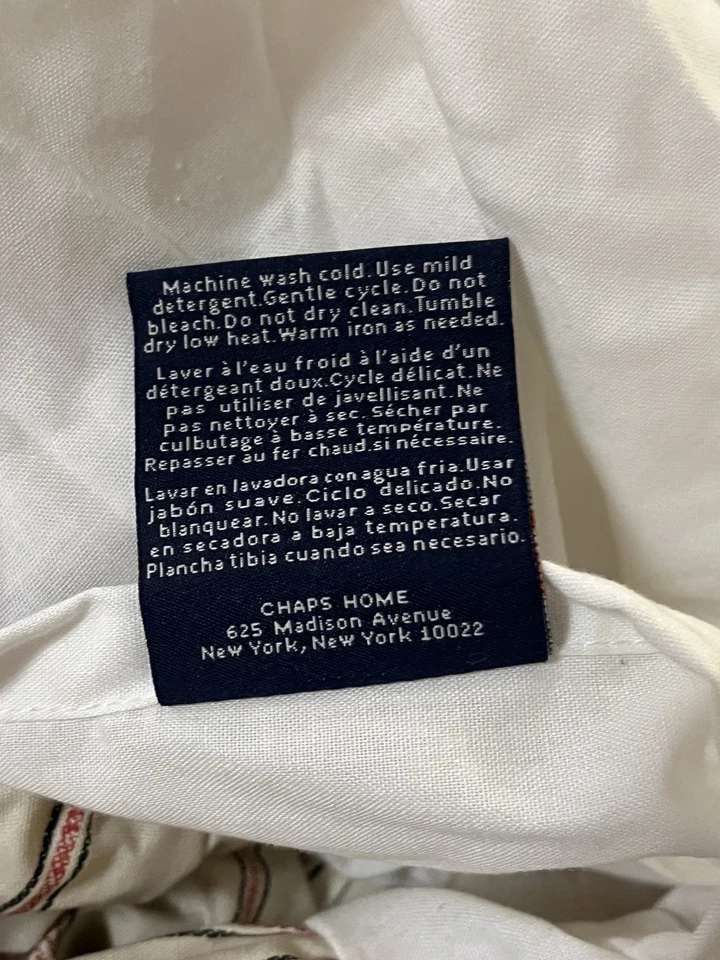 Machine wash cold.Use mild
detergent.Gentle cycle.Do not
bleach.Do not dry clean.Tumble
dry low heat.Warm iron as needed.
Laver à l'eau froid à l'aide d'un
détergeant doux.Cycle délicat.Ne
pas utiliser de javellisant.Ne
pas nettoyer à sec.Sécher par
culbutage à basse température.
Repasser au fer chaud.si nécessaire.
Lavar en lavadora con agua fria.Usar
jabón suave.Ciclo delicado.No
blanquear.No lavar a seco.Secar
en secadora a baja temperatura.
Plancha tibia cuando sea necesario.
CHAPS HOME
625 Madison Avenue
New York, New York 10022